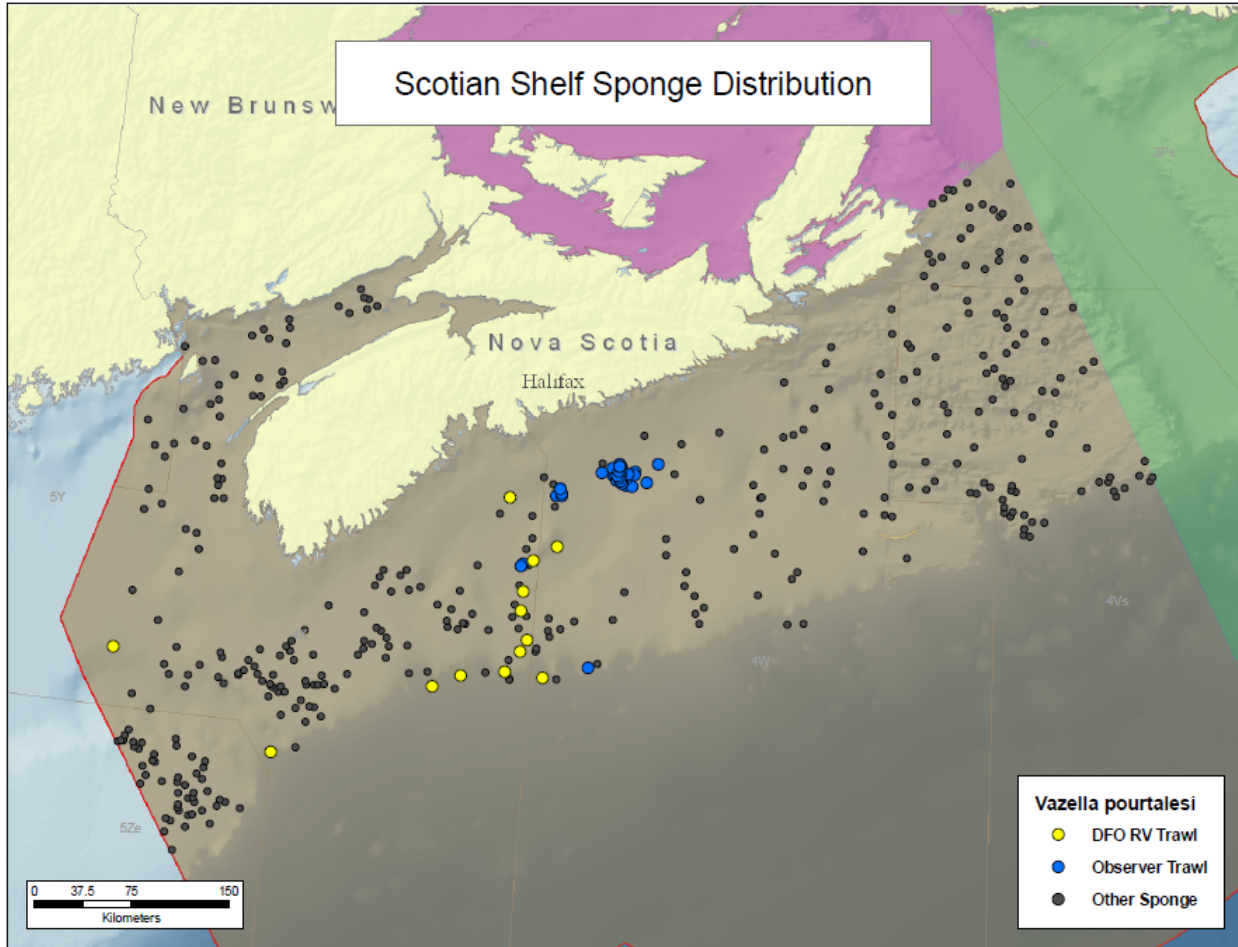 Scotian Shelf Sponge Distribution
New Brunsw
Nova Scotia
Halifax
3Ps
5Y
4Vs
4W
5Ze
Vazella pourtalesi
DFO RV Trawl
Observer Trawl
Other Sponge
0 37.5 75 150
Kilometers